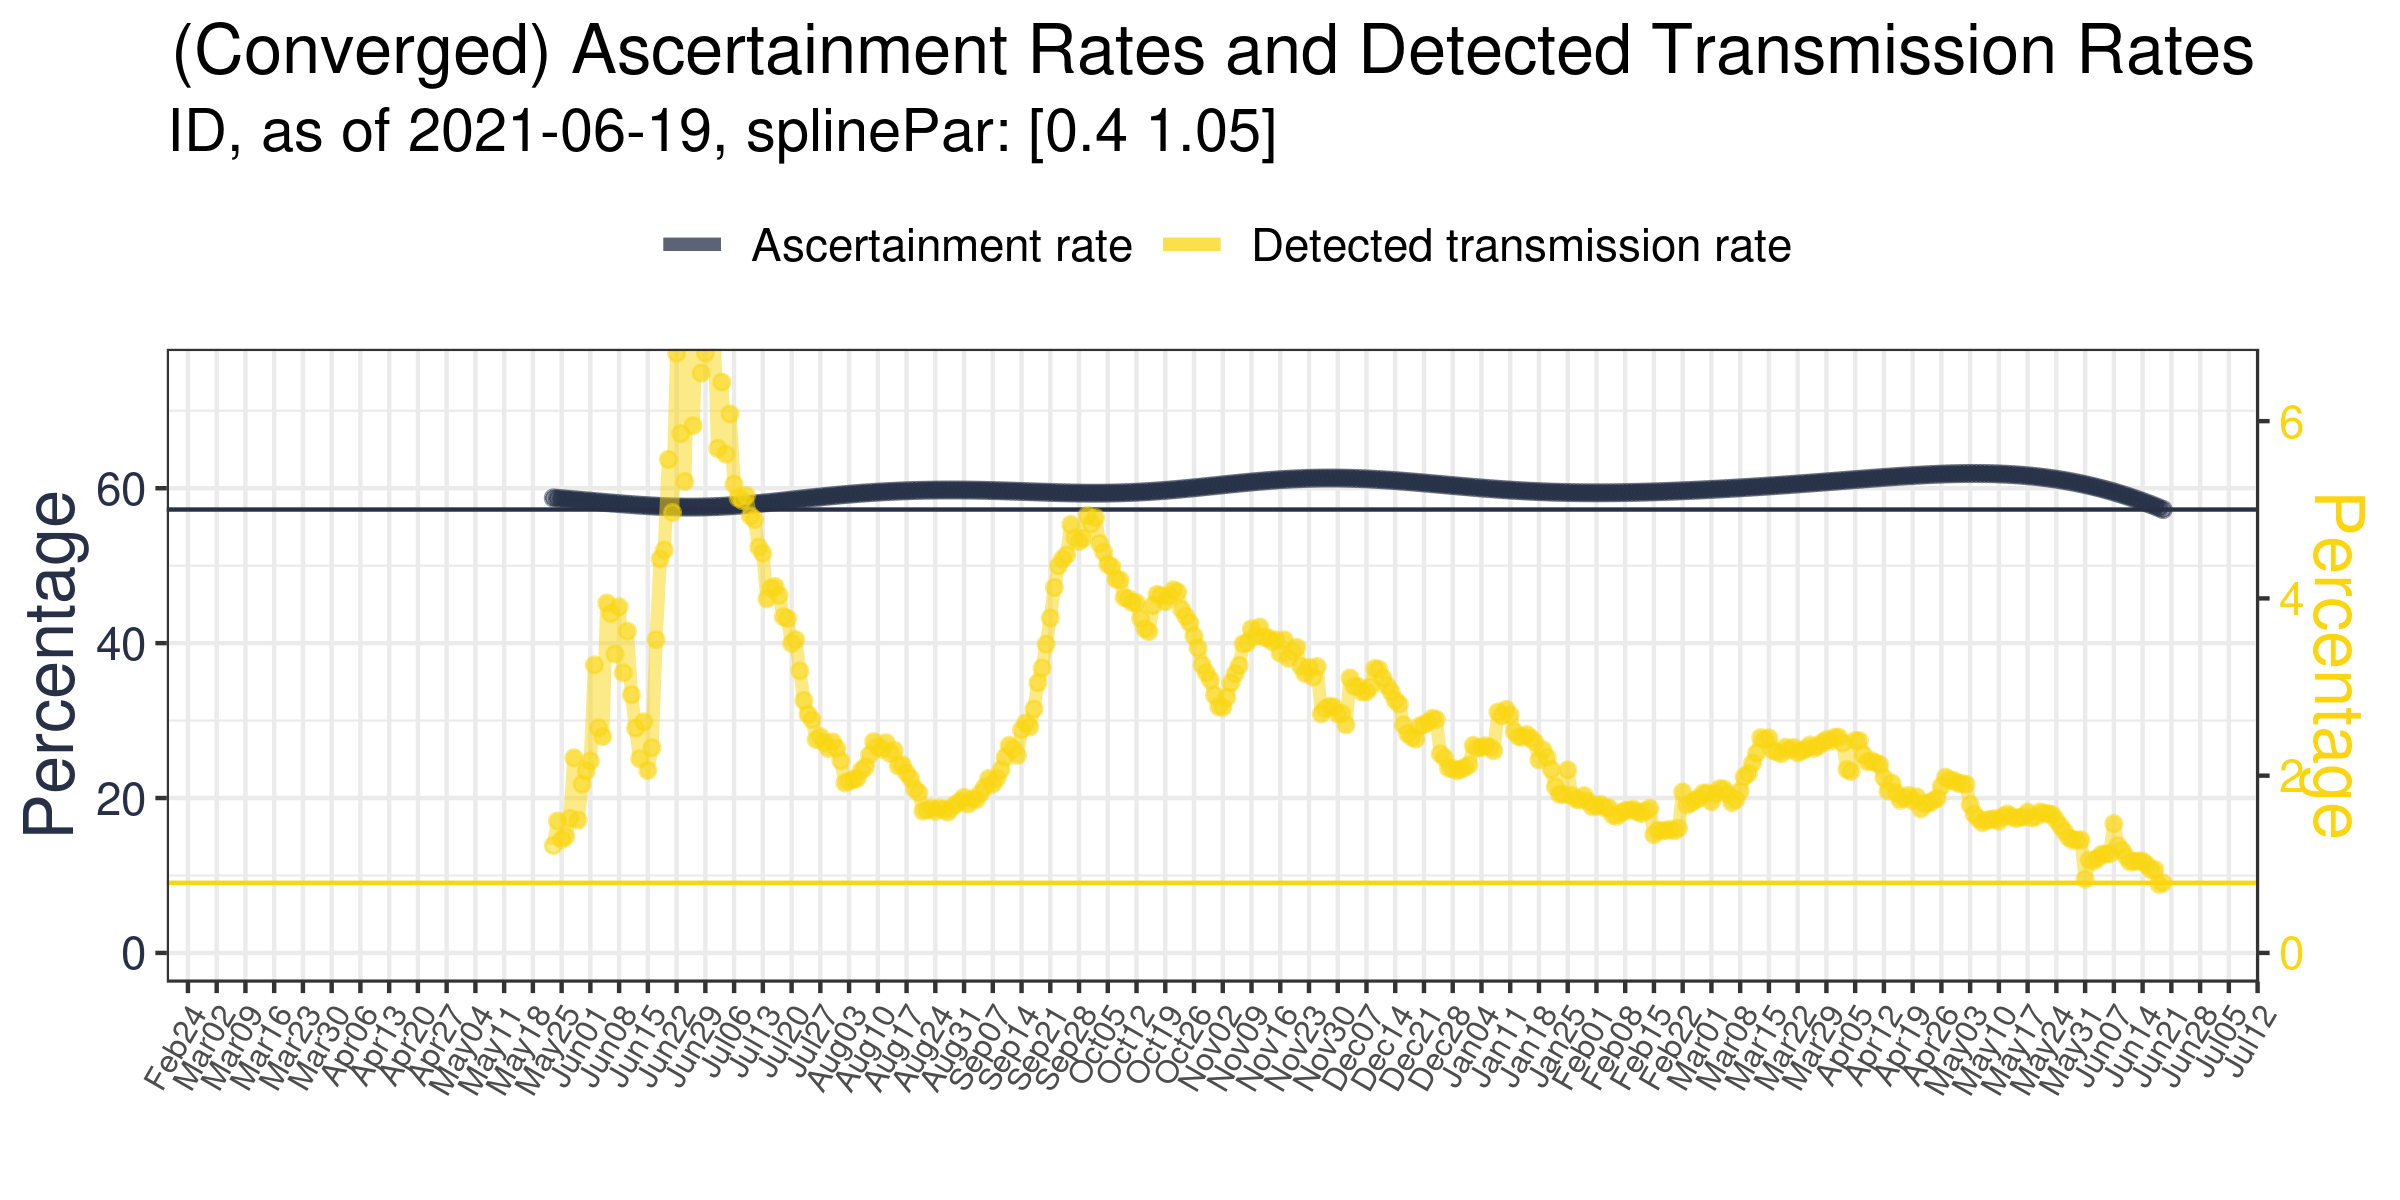 (Converged) Ascertainment Rates and Detected Transmission Rates
ID, as of 2021-06-19, splinePar: [0.4 1.05]
Ascertainment rate
Detected transmission rate
Percentage
60
40
20
0
6
4
2
0
Percentage
Feb24
Mar02
Mar09
Mar16
Mar23
Mar30
Apr06
Apr13
Apr20
Apr27
May04
May11
May18
May25
Jun01
Jun08
Jun15
Jun22
Jun29
Jul06
Jul13
Jul20
Jul27
Aug03
Aug10
Aug17
Aug24
Aug31
Sep07
Sep14
Sep21
Sep28
Oct05
Oct12
Oct19
Oct26
Nov02
Nov09
Nov16
Nov23
Nov30
Dec07
Dec14
Dec21
Dec28
Jan04
Jan11
Jan18
Jan25
Feb01
Feb08
Feb15
Feb22
Mar01
Mar08
Mar15
Mar22
Mar29
Apr05
Apr12
Apr19
Apr26
May03
May10
May17
May24
May31
Jun07
Jun14
Jun21
Jun28
Jul05
Jul12